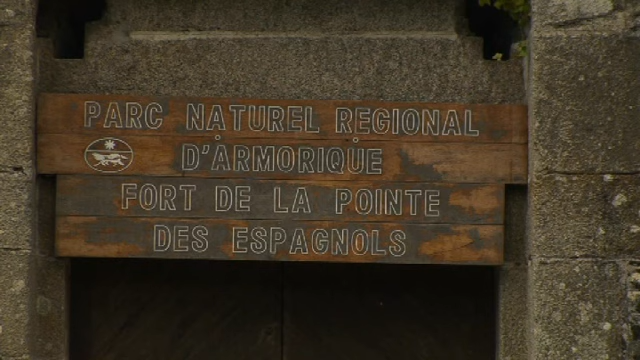 PARC NATUREL REGIONAL
D'ARMORIQUE
FORT DE LA POINTE
DES ESPAGNOLS